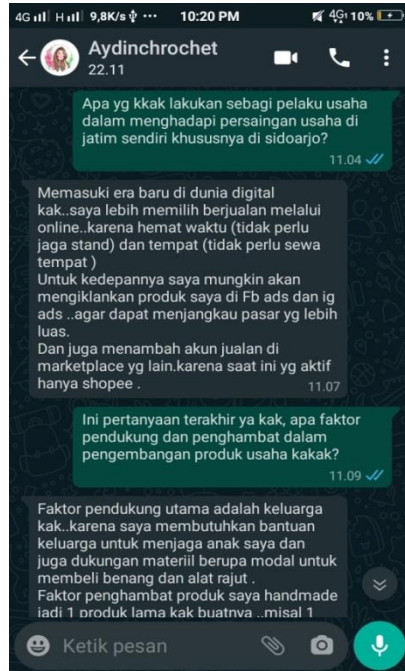 4G H 9,8K/s ··· 10:20 PM 4G 10%
Aydinchrochet
22.11
Apa yg kkak lakukan sebagi pelaku usaha
dalam menghadapi persaingan usaha di
jatim sendiri khususnya di sidoarjo?
11.04
Memasuki era baru di dunia digital
kak..saya lebih memilih berjualan melalui
online..karena hemat waktu (tidak perlu
jaga stand) dan tempat (tidak perlu sewa
tempat )
Untuk kedepannya saya mungkin akan
mengiklankan produk saya di Fb ads dan ig
ads ..agar dapat menjangkau pasar yg lebih
luas.
Dan juga menambah akun jualan di
marketplace yg lain.karena saat ini yg aktif
hanya shopee .
11.07
Ini pertanyaan terakhir ya kak, apa faktor
pendukung dan penghambat dalam
pengembangan produk usaha kakak?
11.09
Faktor pendukung utama adalah keluarga
kak..karena saya membutuhkan bantuan
keluarga untuk menjaga anak saya dan
juga dukungan materiil berupa modal untuk
membeli benang dan alat rajut .
Faktor penghambat produk saya handmade
jadi 1 produk lama kak buatnya ..misal 1
Ketik pesan